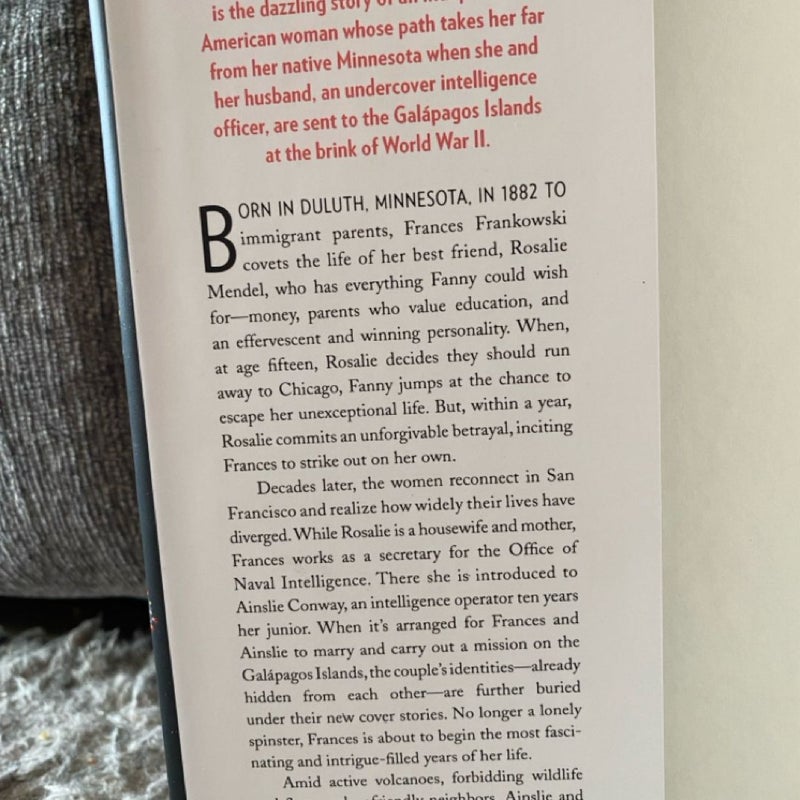 is the dazzling story of an
American woman whose path takes her far
from her native Minnesota when she and
her husband, an undercover intelligence
officer, are sent to the Galápagos Islands
at the brink of World War II.
BORN IN DULUTH, MINNESOTA, IN 1882 TO
immigrant parents, Frances Frankowski
covets the life of her best friend, Rosalie
Mendel, who has everything Fanny could wish
for—money, parents who value education, and
an effervescent and winning personality. When,
at age fifteen, Rosalie decides they should run
away to Chicago, Fanny jumps at the chance to
escape her unexceptional life. But, within a year,
Rosalie commits an unforgivable betrayal, inciting
Frances to strike out on her own.
Decades later, the women reconnect in San
Francisco and realize how widely their lives have
diverged. While Rosalie is a housewife and mother,
Frances works as a secretary for the Office of
Naval Intelligence. There she is introduced to
Ainslie Conway, an intelligence operator ten years
her junior. When it's arranged for Frances and
Ainslie to marry and carry out a mission on the
Galápagos Islands, the couple's identities—already
hidden from each other—are further buried
under their new cover stories. No longer a lonely
spinster, Frances is about to begin the most fasci-
nating and intrigue-filled years of her life.
Amid active volcanoes, forbidding wildlife
neighbors, Ainslie and